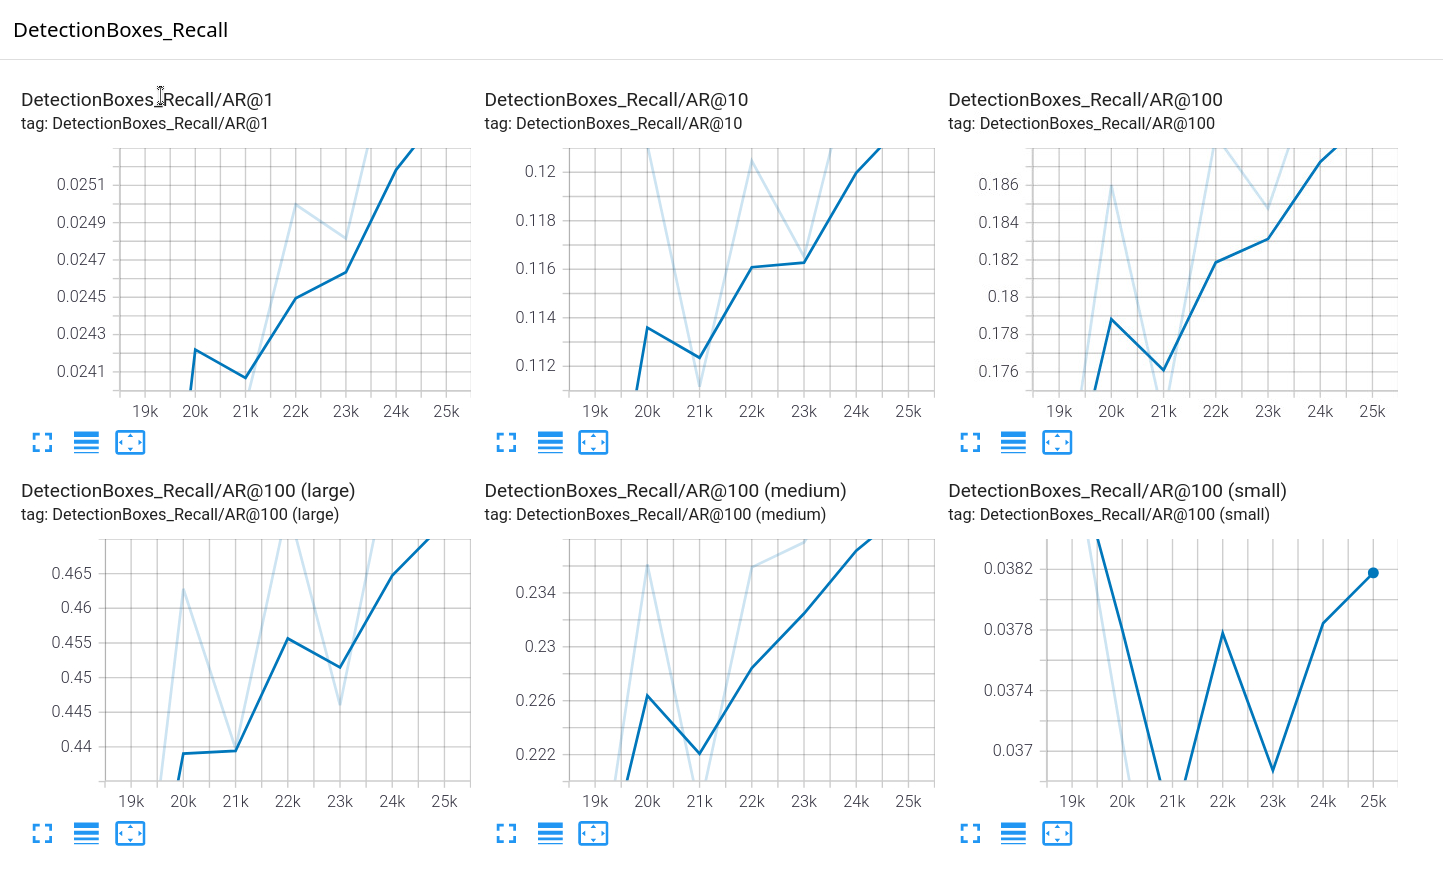 DetectionBoxes_Recall
DetectionBoxes_Recall/AR@1
tag: DetectionBoxes_Recall/AR@1
0.0251
0.0249
0.0247
0.0245
0.0243
0.0241
19k 20k 21k 22k 23k 24k 25k
DetectionBoxes_Recall/AR@10
tag: DetectionBoxes_Recall/AR@10
0.12
0.118
0.116
0.114
0.112
19k 20k 21k 22k 23k 24k 25k
DetectionBoxes_Recall/AR@100
tag: DetectionBoxes_Recall/AR@100
0.186
0.184
0.182
0.18
0.178
0.176
19k 20k 21k 22k 23k 24k 25k
DetectionBoxes_Recall/AR@100 (large)
tag: DetectionBoxes_Recall/AR@100 (large)
0.465
0.46
0.455
0.45
0.445
0.44
19k 20k 21k 22k 23k 24k 25k
DetectionBoxes_Recall/AR@100 (medium)
tag: DetectionBoxes_Recall/AR@100 (medium)
0.234
0.23
0.226
0.222
19k 20k 21k 22k 23k 24k 25k
DetectionBoxes_Recall/AR@100 (small)
tag: DetectionBoxes_Recall/AR@100 (small)
0.0382
0.0378
0.0374
0.037
19k 20k 21k 22k 23k 24k 25k